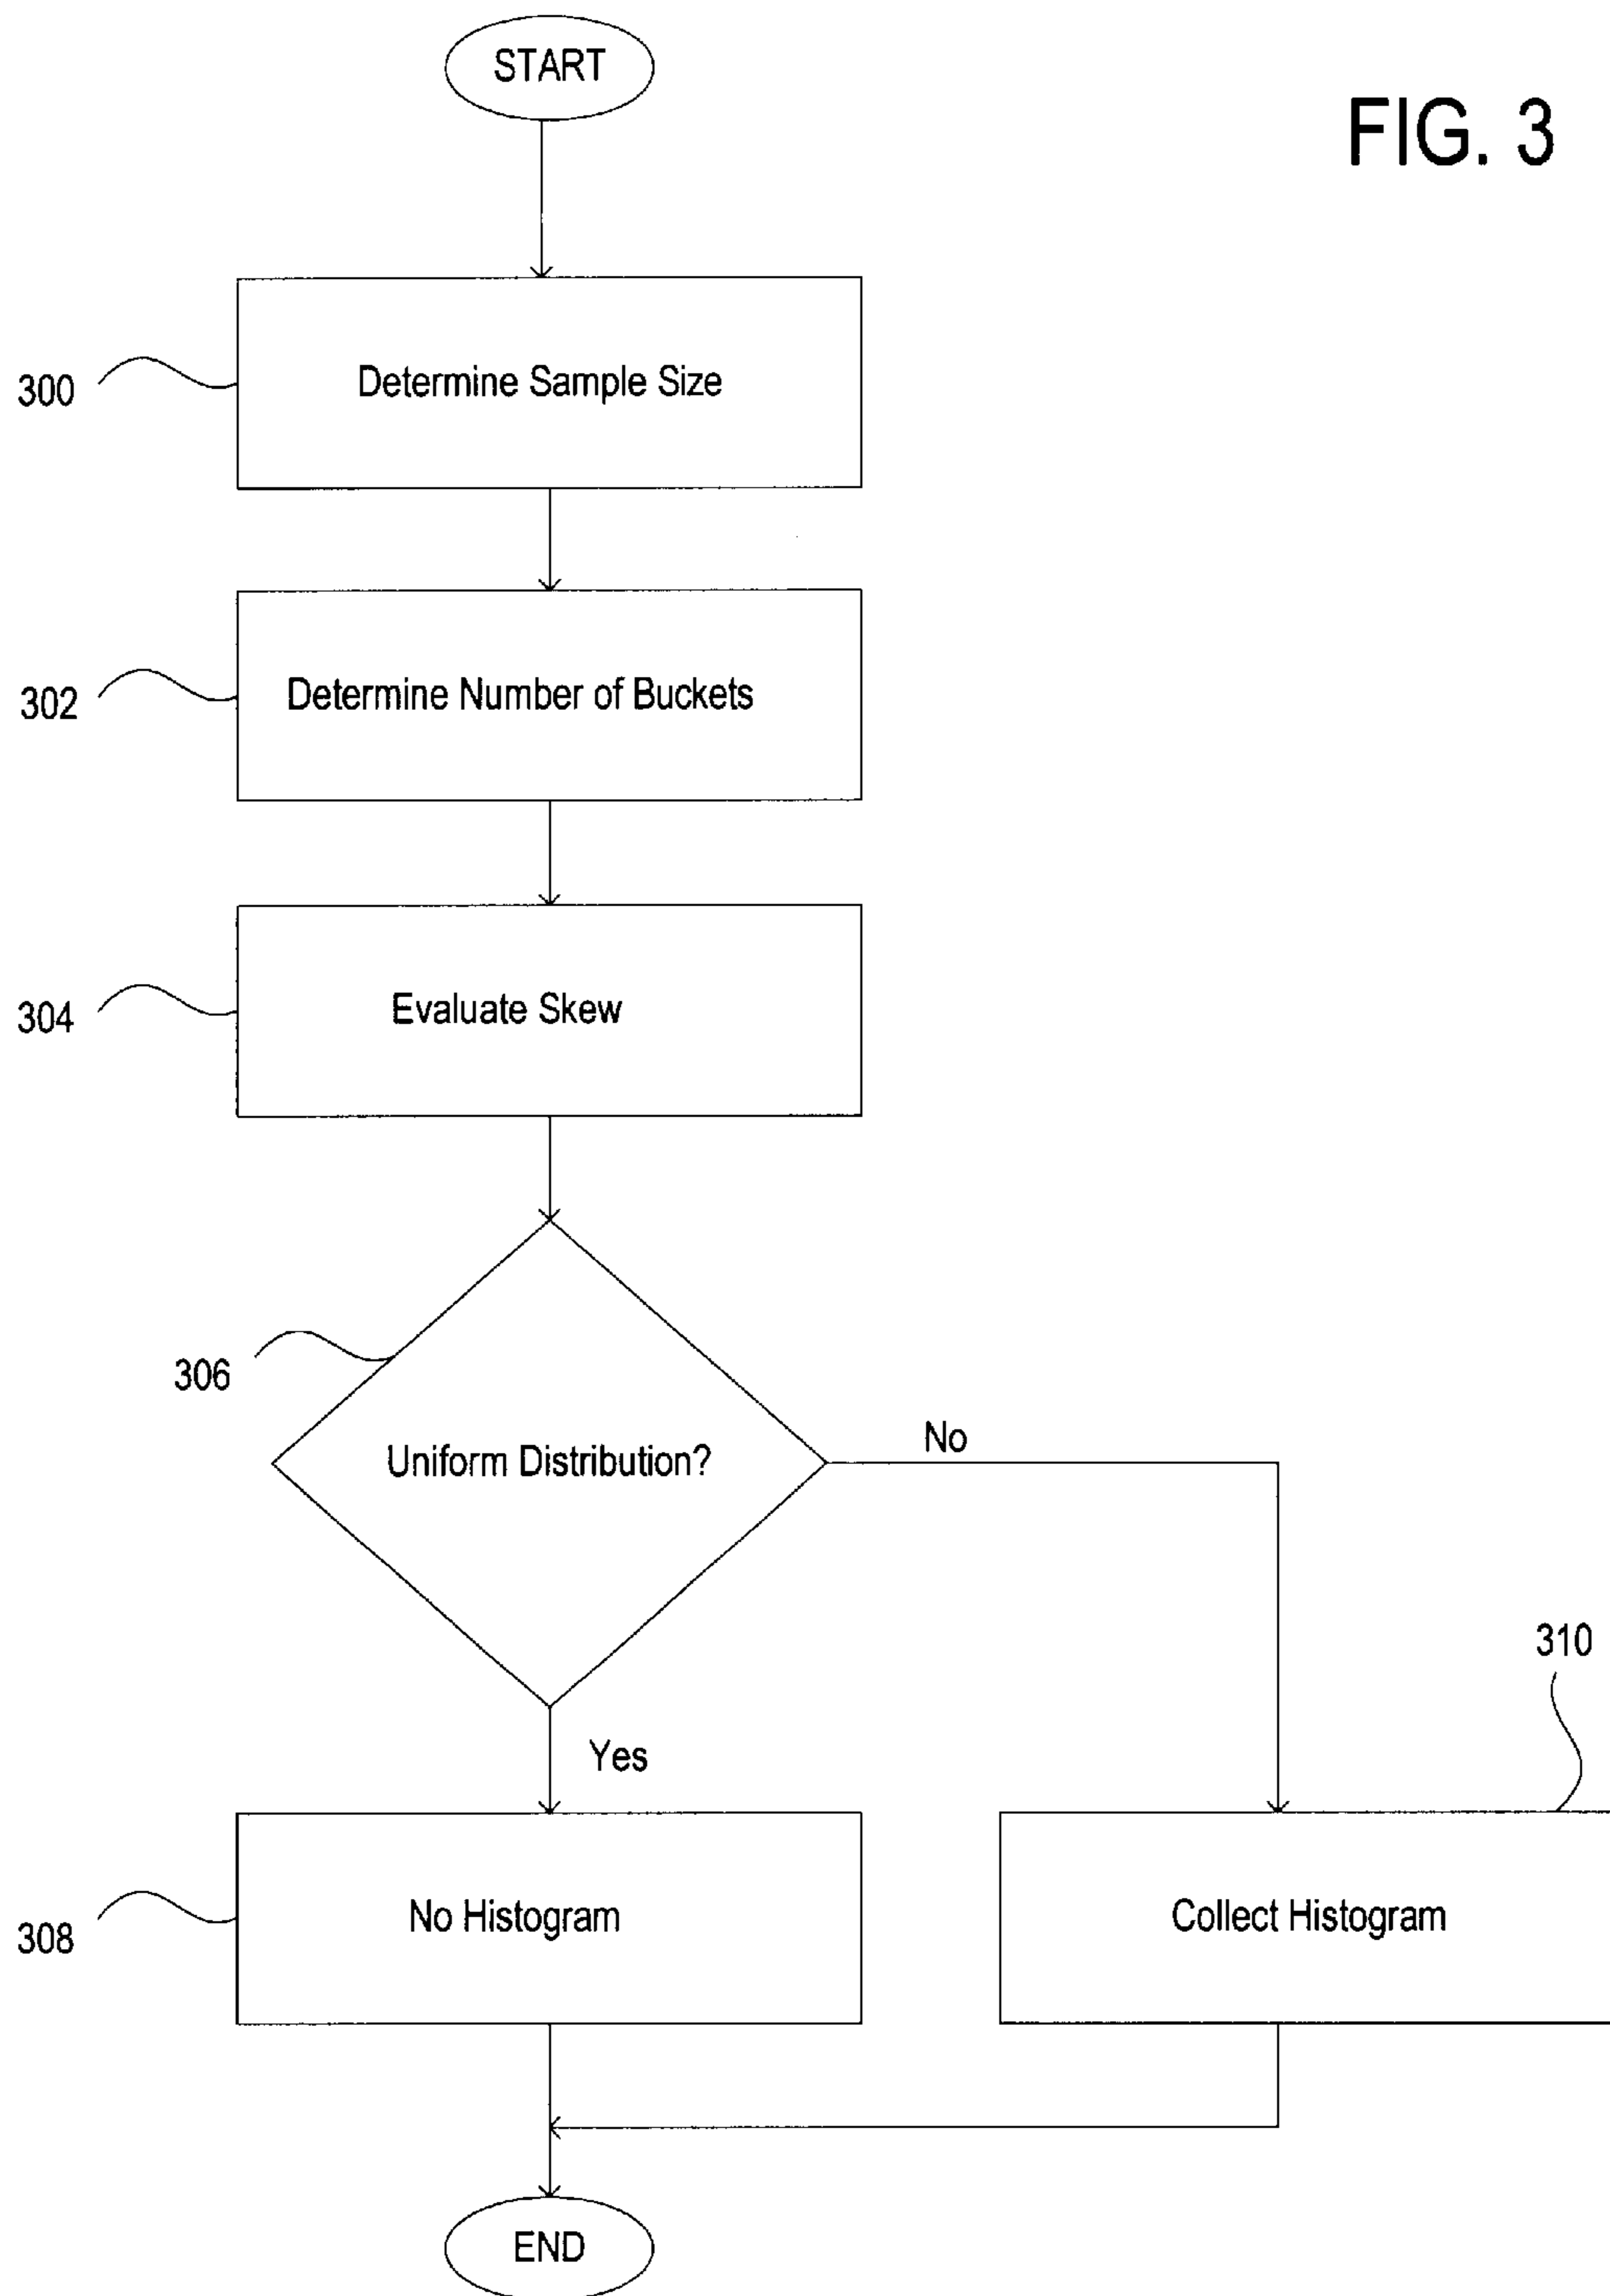 START
FIG. 3
300
Determine Sample Size
302
Determine Number of Buckets
304
Evaluate Skew
306
Uniform Distribution?
No
Yes
310
308
No Histogram
Collect Histogram
END